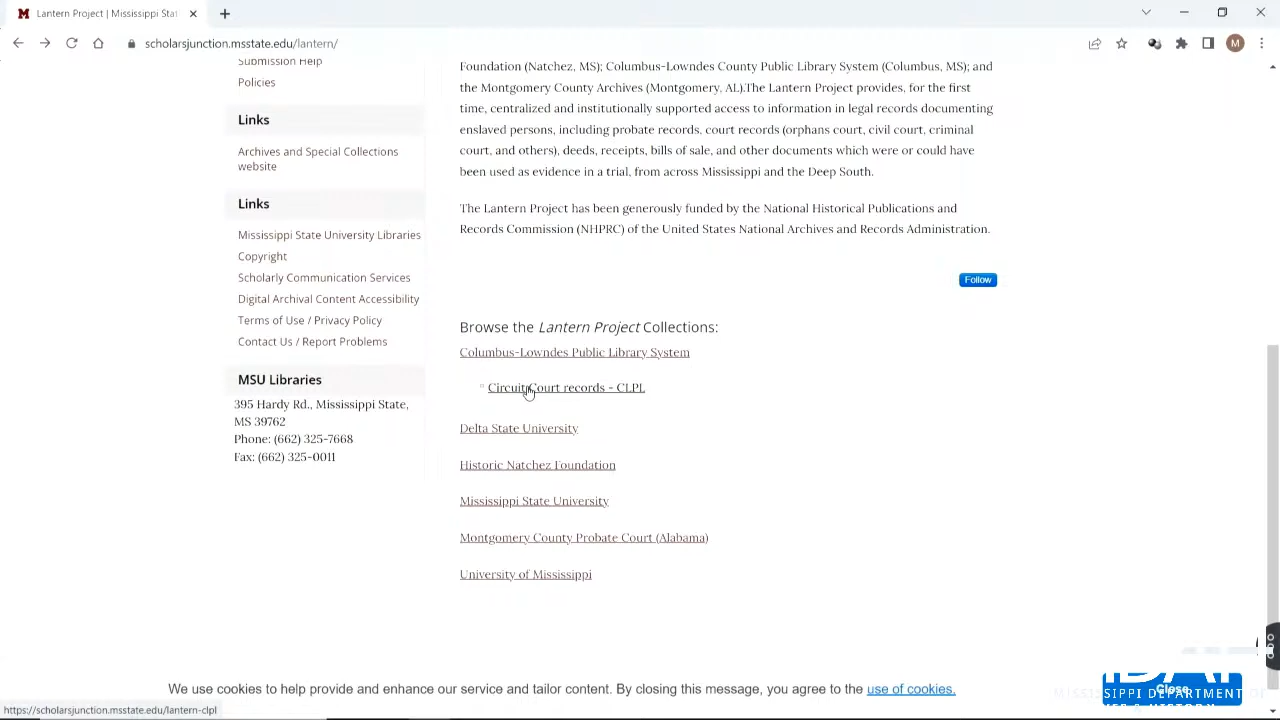 Lantern Project | Mississippi Stat
scholarsjunction.msstate.edu/lantern/
M
Submission Help
Policies
Links
Archives and Special Collections
website
Links
Mississippi State University Libraries
Copyright
Scholarly Communication Services
Digital Archival Content Accessibility
Terms of Use / Privacy Policy
Contact Us / Report Problems
MSU Libraries
395 Hardy Rd., Mississippi State,
MS 39762
Phone: (662) 325-7668
Fax: (662) 325-0011
Foundation (Natchez, MS); Columbus-Lowndes County Public Library System (Columbus, MS); and
the Montgomery County Archives (Montgomery, AL).The Lantern Project provides, for the first
time, centralized and institutionally supported access to information in legal records documenting
enslaved persons, including probate records, court records (orphans court, civil court, criminal
court, and others), deeds, receipts, bills of sale, and other documents which were or could have
been used as evidence in a trial, from across Mississippi and the Deep South.
The Lantern Project has been generously funded by the National Historical Publications and
Records Commission (NHPRC) of the United States National Archives and Records Administration.
Follow
Browse the Lantern Project Collections:
Columbus-Lowndes Public Library System
Circuit Court records - CLPL
Delta State University
Historic Natchez Foundation
Mississippi State University
Montgomery County Probate Court (Alabama)
University of Mississippi
We use cookies to help provide and enhance our service and tailor content. By closing this message, you agree to the use of cookies.
Close
MISSISSIPPI DEPARTMENT OF
https://scholarsjunction.msstate.edu/lantern-clpl